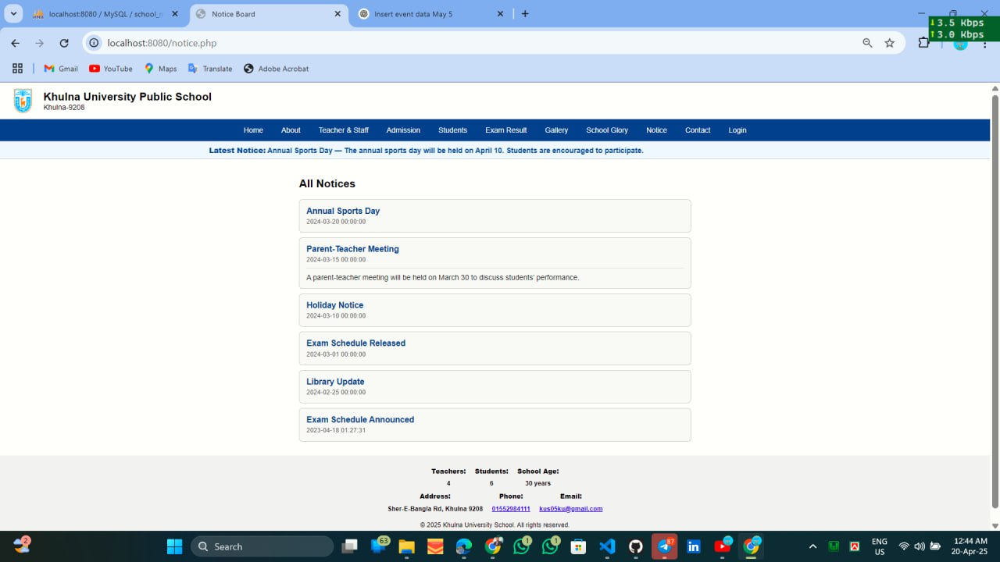 localhost:8080 / MySQL / school_
Notice Board
Insert event data May 5
3.5 Kbps
3.0 Kbps
localhost:8080/notice.php
Gmail
YouTube
Maps
Translate
Adobe Acrobat
Khulna University Public School
Khulna-9208
Home About Teacher & Staff Admission Students Exam Result Gallery School Glory Notice Contact Login
Latest Notice: Annual Sports Day — The annual sports day will be held on April 10. Students are encouraged to participate.
All Notices
Annual Sports Day
2024-03-20 00:00:00
Parent-Teacher Meeting
2024-03-15 00:00:00
A parent-teacher meeting will be held on March 30 to discuss students' performance.
Holiday Notice
2024-03-10 00:00:00
Exam Schedule Released
2024-03-01 00:00:00
Library Update
2024-02-25 00:00:00
Exam Schedule Announced
2023-04-18 01:27:31
Teachers: Students: School Age:
4 6 30 years
Address: Phone: Email:
Sher-E-Bangla Rd, Khulna 9208 01552984111 kus05ku@gmail.com
© 2025 Khulna University School. All rights reserved.
2
Search
63
1
1
87
ENG
US
12:44 AM
20-Apr-25